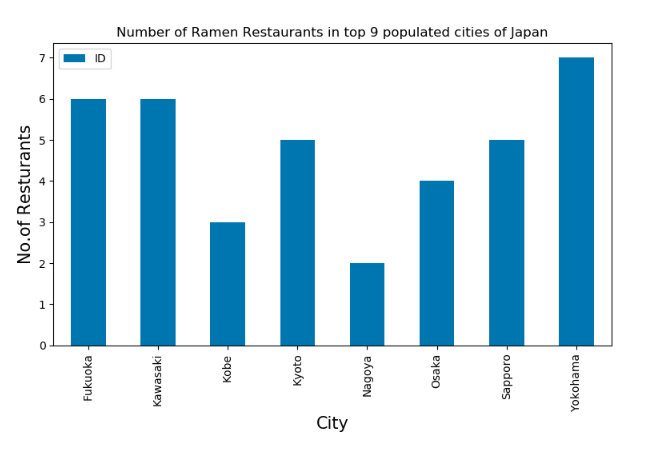 Number of Ramen Restaurants in top 9 populated cities of Japan
ID
No.of Resturants
7
6
5
4
3
2
1
0
Fukuoka
Kawasaki
Kobe
Kyoto
Nagoya
Osaka
Sapporo
Yokohama
City